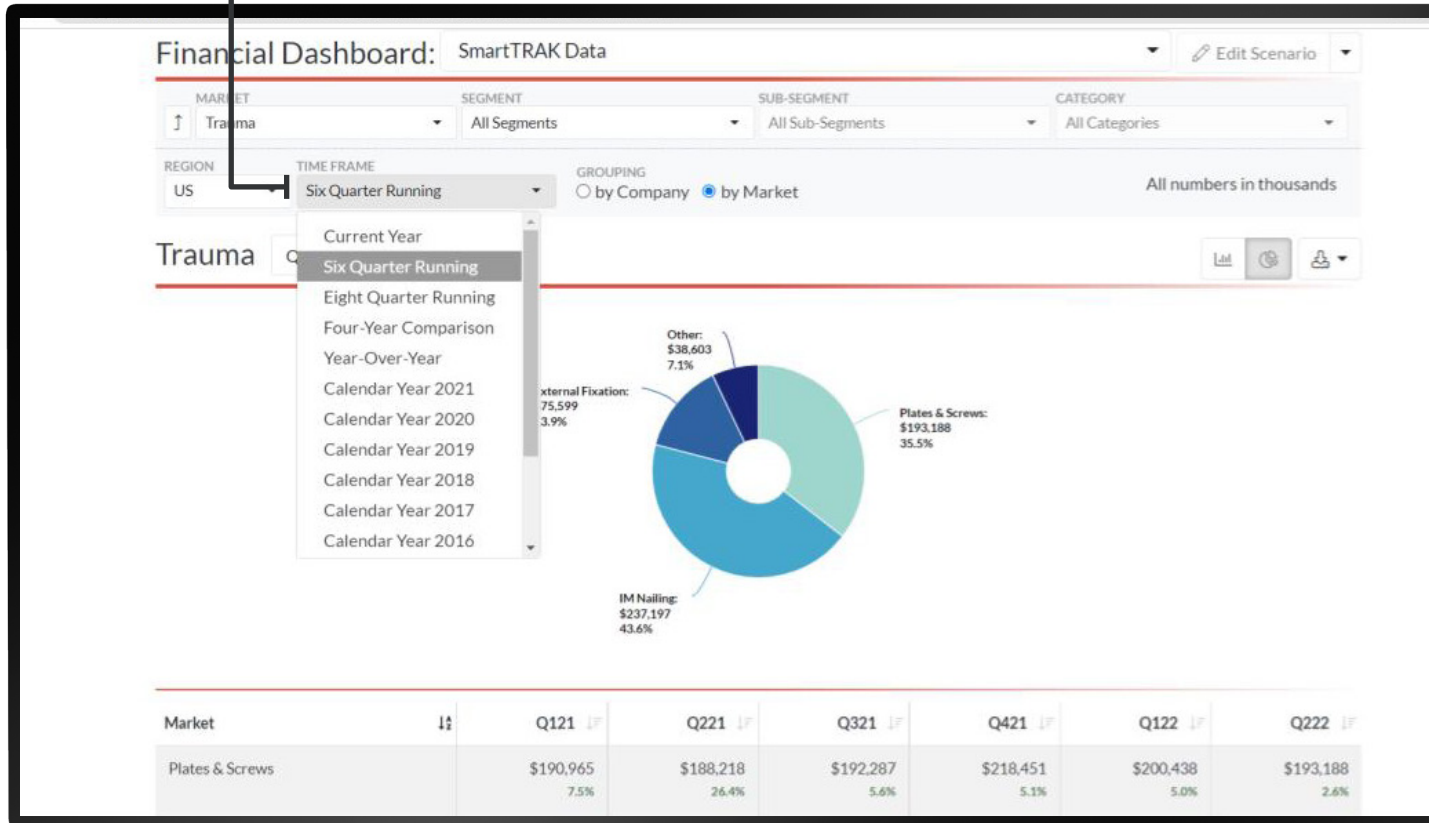 Financial Dashboard: SmartTRAK Data Edit Scenario
MARKET SEGMENT SUB-SEGMENT CATEGORY
Trauma All Segments All Sub-Segments All Categories
REGION TIME FRAME GROUPING
US Six Quarter Running by Company by Market All numbers in thousands
Trauma Q
Current Year
Six Quarter Running
Eight Quarter Running
Four-Year Comparison
Year-Over-Year
Calendar Year 2021
Calendar Year 2020
Calendar Year 2019
Calendar Year 2018
Calendar Year 2017
Calendar Year 2016
Other:
$38,603
7.1%
xternal Fixation:
75,599
3.9%
Plates & Screws:
$193,188
35.5%
IM Nailing:
$237,197
43.6%
Market Q121 Q221 Q321 Q421 Q122 Q222
Plates & Screws $190,965 $188,218 $192,287 $218,451 $200,438 $193,188
7.5% 26.4% 5.6% 5.1% 5.0% 2.6%